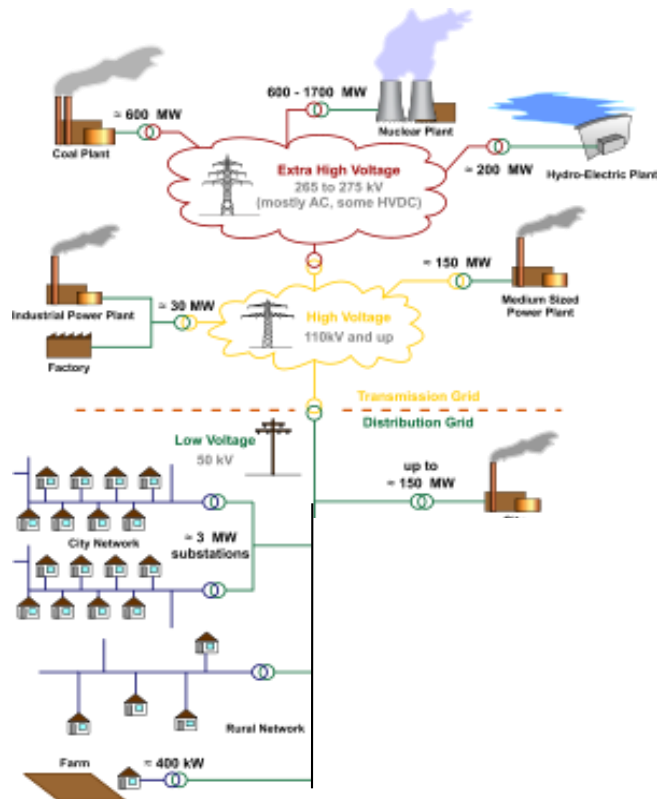 600 - 1700 MW
Nuclear Plant
≈ 600 MW
Coal Plant
Extra High Voltage
265 to 275 kV
(mostly AC, some HVDC)
≈ 200 MW
Hydro-Electric Plant
≈ 150 MW
Medium Sized
Power Plant
≈ 30 MW
Industrial Power Plant
Factory
High Voltage
110kV and up
Transmission Grid
Distribution Grid
Low Voltage
50 kV
up to
≈ 150 MW
City Network
≈ 3 MW
substations
Rural Network
Farm
≈ 400 kW